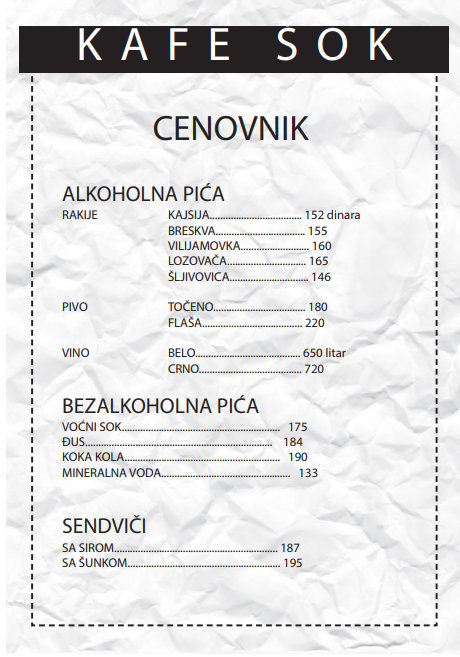 KAFE ŠOK
CENOVNIK
ALKOHOLNA PIĆA
RAKIJE KAJSIJA.................................. 152 dinara
BRESKVA................................. 155
VILIJAMOVKA......................... 160
LOZOVAČA............................. 165
ŠLJIVOVICA............................. 146
PIVO TOČENO.................................. 180
FLAŠA..................................... 220
VINO BELO....................................... 650 litar
CRNO...................................... 720
BEZALKOHOLNA PIĆA
VOĆNI SOK.......................................................... 175
ĐUS..................................................................... 184
KOKA KOLA......................................................... 190
MINERALNA VODA............................................... 133
SENDVIČI
SA SIROM............................................................ 187
SA ŠUNKOM........................................................ 195